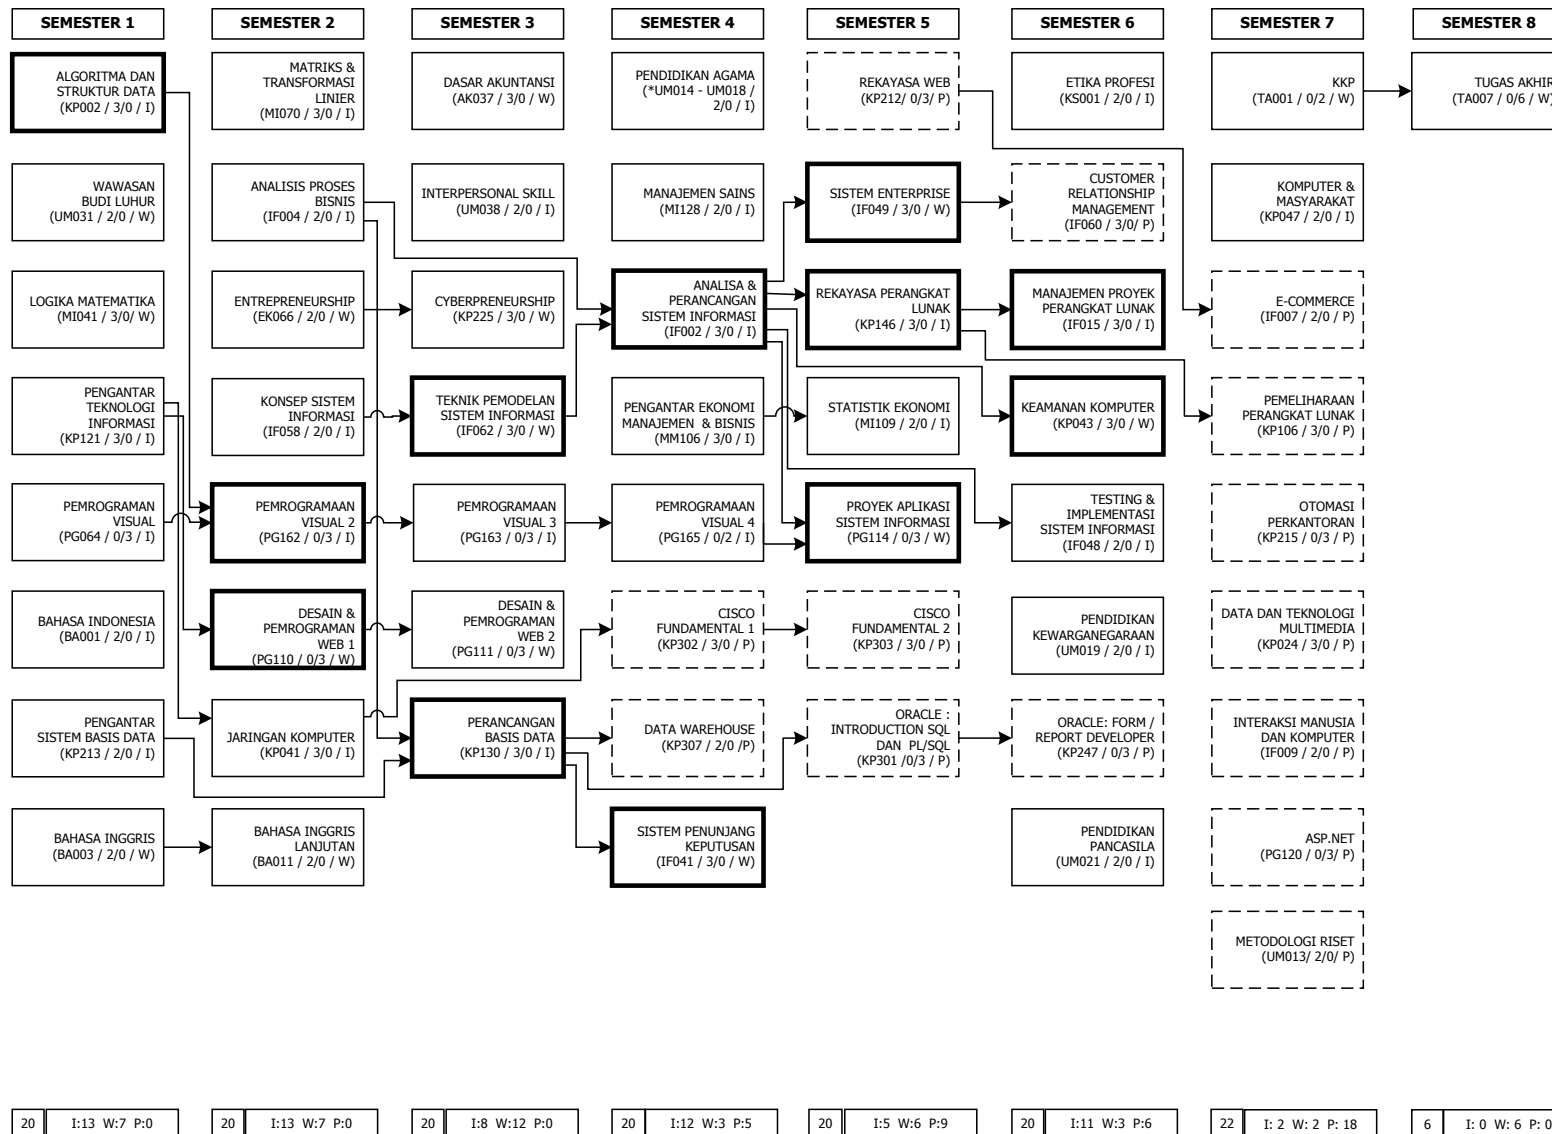 SEMESTER 1
ALGORITMA DAN
STRUKTUR DATA
(KP002 / 3/0 / I)
WAWASAN
BUDI LUHUR
(UM031 / 2/0 / W)
LOGIKA MATEMATIKA
(MI041 / 3/0/ W)
PENGANTAR
TEKNOLOGI
INFORMASI
(KP121 / 3/0 / I)
PEMROGRAMAN
VISUAL
(PG064 / 0/3 / I)
BAHASA INDONESIA
(BA001 / 2/0 / I)
PENGANTAR
SISTEM BASIS DATA
(KP213 / 2/0 / I)
BAHASA INGGRIS
(BA003 / 2/0 / W)
20 I:13 W:7 P:0
SEMESTER 2
MATRIKS &
TRANSFORMASI
LINIER
(MI070 / 3/0 / I)
ANALISIS PROSES
BISNIS
(IF004 / 2/0 / I)
ENTREPRENEURSHIP
(EK066 / 2/0 / W)
KONSEP SISTEM
INFORMASI
(IF058 / 2/0 / I)
PEMROGRAMAAN
VISUAL 2
(PG162 / 0/3 / I)
DESAIN &
PEMROGRAMAN
WEB 1
(PG110 / 0/3 / W)
JARINGAN KOMPUTER
(KP041 / 3/0 / I)
BAHASA INGGRIS
LANJUTAN
(BA011 / 2/0 / W)
20 I:13 W:7 P:0
SEMESTER 3
DASAR AKUNTANSI
(AK037 / 3/0 / W)
INTERPERSONAL SKILL
(UM038 / 2/0 / I)
CYBERPRENEURSHIP
(KP225 / 3/0 / W)
TEKNIK PEMODELAN
SISTEM INFORMASI
(IF062 / 3/0 / W)
PEMROGRAMAAN
VISUAL 3
(PG163 / 0/3 / I)
DESAIN &
PEMROGRAMAN
WEB 2
(PG111 / 0/3 / W)
PERANCANGAN
BASIS DATA
(KP130 / 3/0 / I)
20 I:8 W:12 P:0
SEMESTER 4
PENDIDIKAN AGAMA
(*UM014 - UM018 /
2/0 / I)
MANAJEMEN SAINS
(MI128 / 2/0 / I)
ANALISA &
PERANCANGAN
SISTEM INFORMASI
(IF002 / 3/0 / I)
PENGANTAR EKONOMI
MANAJEMEN & BISNIS
(MM106 / 3/0 / I)
PEMROGRAMAAN
VISUAL 4
(PG165 / 0/2 / I)
CISCO
FUNDAMENTAL 1
(KP302 / 3/0 / P)
DATA WAREHOUSE
(KP307 / 2/0 /P)
SISTEM PENUNJANG
KEPUTUSAN
(IF041 / 3/0 / W)
20 I:12 W:3 P:5
SEMESTER 5
REKAYASA WEB
(KP212/ 0/3/ P)
SISTEM ENTERPRISE
(IF049 / 3/0 / W)
REKAYASA PERANGKAT
LUNAK
(KP146 / 3/0 / I)
STATISTIK EKONOMI
(MI109 / 2/0 / I)
PROYEK APLIKASI
SISTEM INFORMASI
(PG114 / 0/3 / W)
CISCO
FUNDAMENTAL 2
(KP303 / 3/0 / P)
ORACLE :
INTRODUCTION SQL
DAN PL/SQL
(KP301 /0/3 / P)
20 I:5 W:6 P:9
SEMESTER 6
ETIKA PROFESI
(KS001 / 2/0 / I)
CUSTOMER
RELATIONSHIP
MANAGEMENT
(IF060 / 3/0/ P)
MANAJEMEN PROYEK
PERANGKAT LUNAK
(IF015 / 3/0 / I)
KEAMANAN KOMPUTER
(KP043 / 3/0 / W)
TESTING &
IMPLEMENTASI
SISTEM INFORMASI
(IF048 / 2/0 / I)
PENDIDIKAN
KEWARGANEGARAAN
(UM019 / 2/0 / I)
ORACLE: FORM /
REPORT DEVELOPER
(KP247 / 0/3 / P)
PENDIDIKAN
PANCASILA
(UM021 / 2/0 / I)
20 I:11 W:3 P:6
SEMESTER 7
KKP
(TA001 / 0/2 / W)
KOMPUTER &
MASYARAKAT
(KP047 / 2/0 / I)
E-COMMERCE
(IF007 / 2/0 / P)
PEMELIHARAAN
PERANGKAT LUNAK
(KP106 / 3/0 / P)
OTOMASI
PERKANTORAN
(KP215 / 0/3 / P)
DATA DAN TEKNOLOGI
MULTIMEDIA
(KP024 / 3/0 / P)
INTERAKSI MANUSIA
DAN KOMPUTER
(IF009 / 2/0 / P)
ASP.NET
(PG120 / 0/3/ P)
METODOLOGI RISET
(UM013/ 2/0/ P)
22 I: 2 W: 2 P: 18
SEMESTER 8
TUGAS AKHIR
(TA007 / 0/6 / W)
6 I: 0 W: 6 P: 0